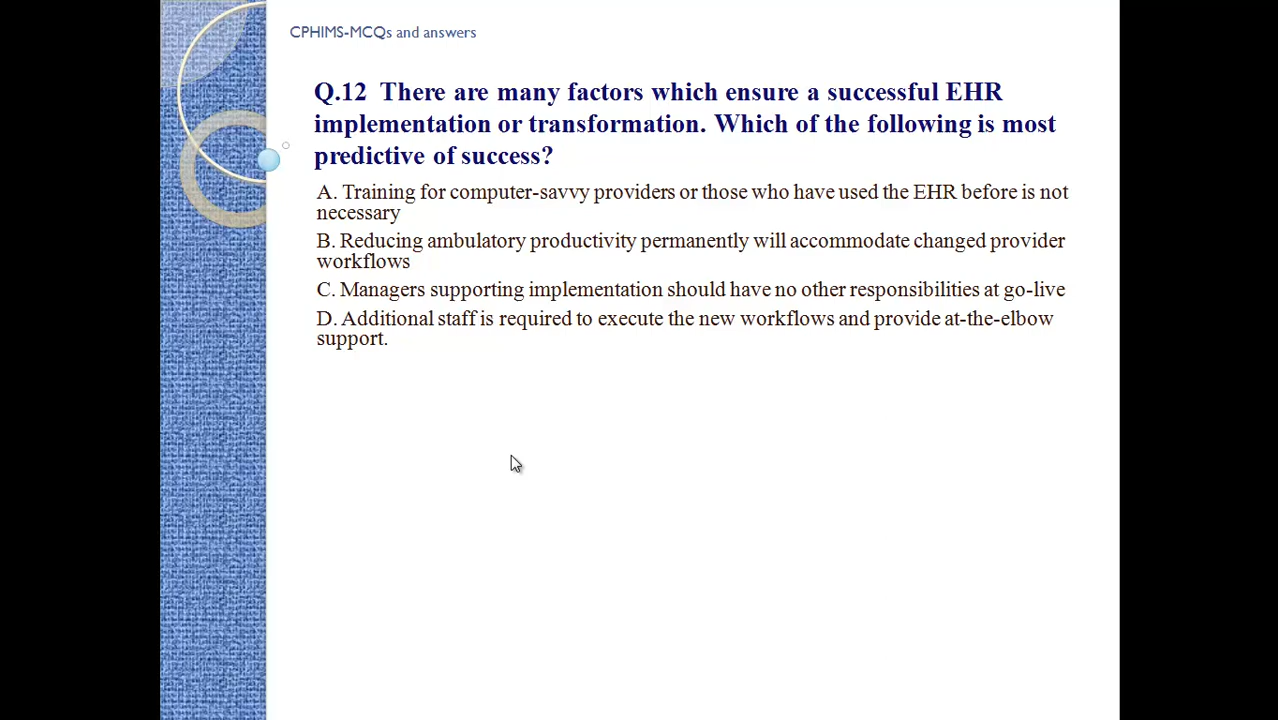 CPHIMS-MCQs and answers
Q.12 There are many factors which ensure a successful EHR
implementation or transformation. Which of the following is most
predictive of success?
A. Training for computer-savvy providers or those who have used the EHR before is not
necessary
B. Reducing ambulatory productivity permanently will accommodate changed provider
workflows
C. Managers supporting implementation should have no other responsibilities at go-live
D. Additional staff is required to execute the new workflows and provide at-the-elbow
support.